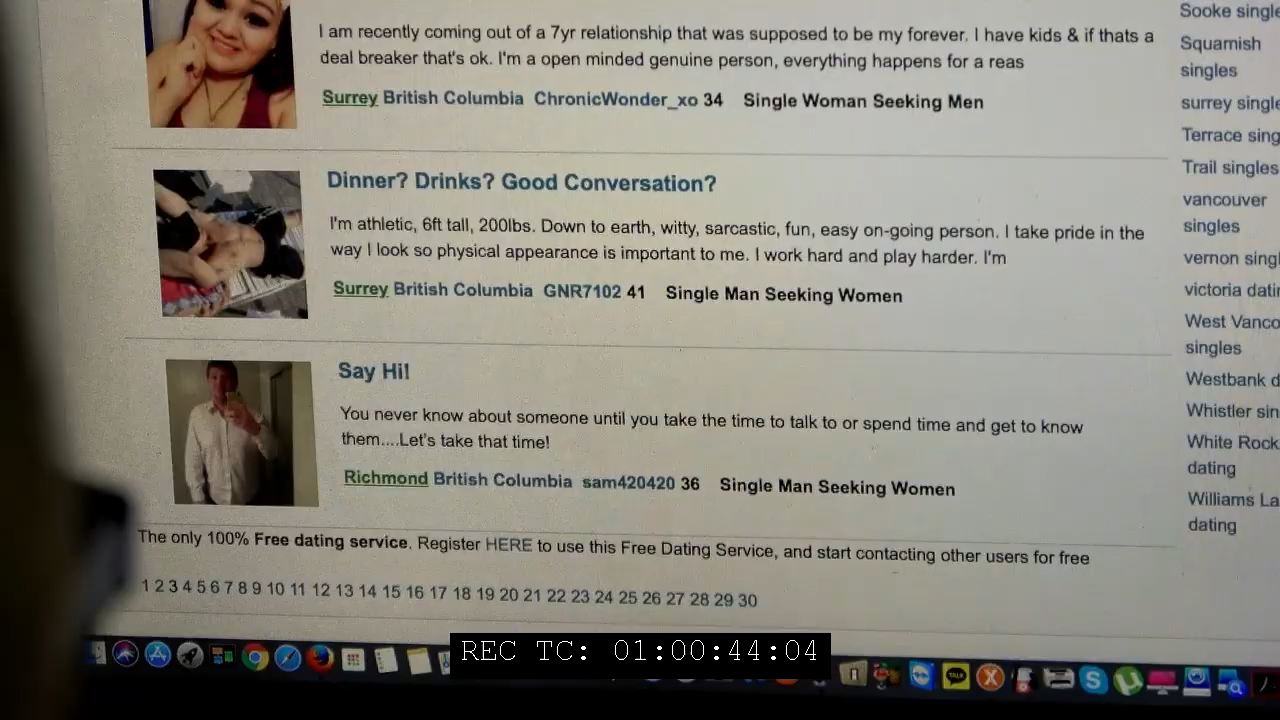 I am recently coming out of a 7yr relationship that was supposed to be my forever. I have kids & if thats a
deal breaker that's ok. I'm a open minded genuine person, everything happens for a reas
Surrey British Columbia ChronicWonder_xo 34 Single Woman Seeking Men
Dinner? Drinks? Good Conversation?
I'm athletic, 6ft tall, 200lbs. Down to earth, witty, sarcastic, fun, easy on-going person. I take pride in the
way I look so physical appearance is important to me. I work hard and play harder. I'm
Surrey British Columbia GNR7102 41 Single Man Seeking Women
Say Hi!
You never know about someone until you take the time to talk to or spend time and get to know
them....Let's take that time!
Richmond British Columbia sam420420 36 Single Man Seeking Women
The only 100% Free dating service. Register HERE to use this Free Dating Service, and start contacting other users for free
1 2 3 4 5 6 7 8 9 10 11 12 13 14 15 16 17 18 19 20 21 22 23 24 25 26 27 28 29 30
Sooke single
Squamish
singles
surrey single
Terrace sing
Trail singles
vancouver
singles
vernon singl
victoria datin
West Vanco
singles
Westbank d
Whistler sin
White Rock
dating
Williams La
dating
TALK
REC TC: 01:00:44:04